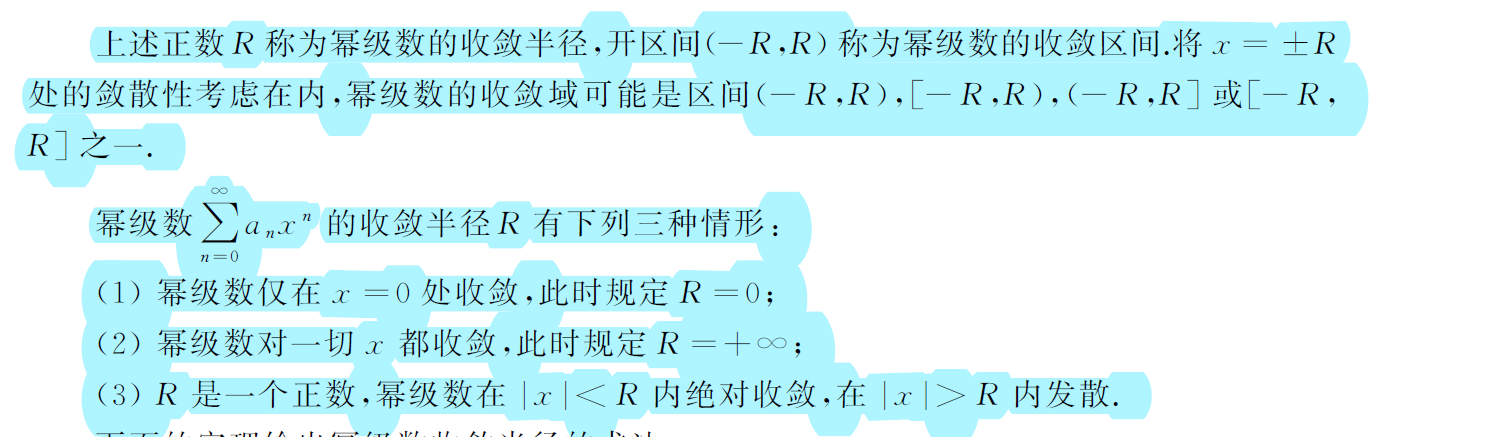 上述正数 R 称为幂级数的收敛半径,开区间(-R,R) 称为幂级数的收敛区间.将 x = ±R
处的敛散性考虑在内,幂级数的收敛域可能是区间(-R,R),[-R,R),(-R,R] 或[-R,
R] 之一.
幂级数 ∑_{n=0}^{∞} a_n x^n 的收敛半径 R 有下列三种情形:
(1) 幂级数仅在 x =0 处收敛,此时规定 R =0;
(2) 幂级数对一切 x 都收敛,此时规定 R =+∞;
(3) R 是一个正数,幂级数在 |x|< R 内绝对收敛,在 |x|> R 内发散.